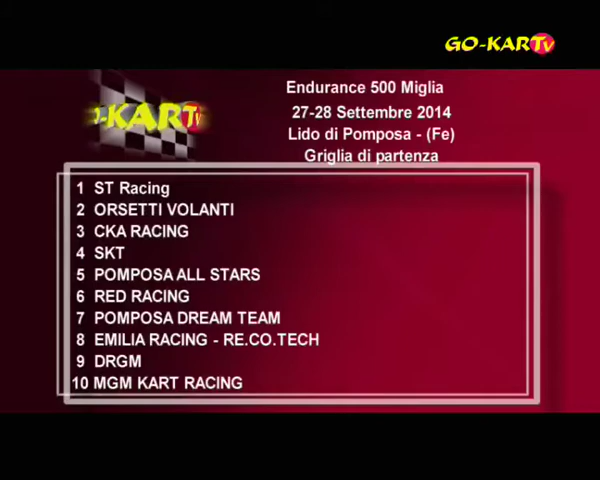 GO-KARTv
O-KARTv
Endurance 500 Miglia
27-28 Settembre 2014
Lido di Pomposa - (Fe)
Griglia di partenza
1 ST Racing
2 ORSETTI VOLANTI
3 CKA RACING
4 SKT
5 POMPOSA ALL STARS
6 RED RACING
7 POMPOSA DREAM TEAM
8 EMILIA RACING - RE.CO.TECH
9 DRGM
10 MGM KART RACING